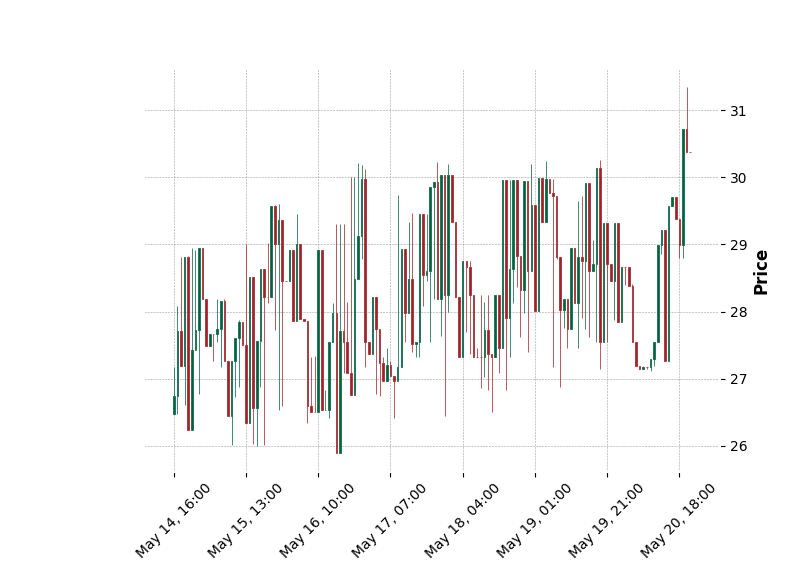 31
30
29
28
27
26
Price
May 14, 16:00
May 15, 13:00
May 16, 10:00
May 17, 07:00
May 18, 04:00
May 19, 01:00
May 19, 21:00
May 20, 18:00